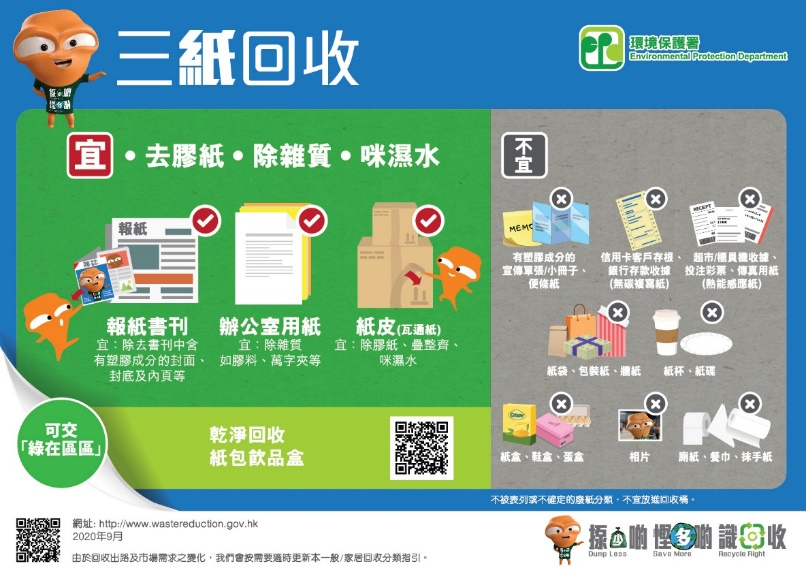 三紙回收
環境保護署
Environmental Protection Department
宜 • 去膠紙 • 除雜質 • 咪濕水
報紙
報紙書刊
宜：除去書刊中含
有塑膠成分的封面、
封底及內頁等
辦公室用紙
宜：除雜質
如膠料、萬字夾等
紙皮(瓦通紙)
宜：除膠紙、疊整齊、
咪濕水
可交
「綠在區區」
乾淨回收
紙包飲品盒
不宜
MEMO
有塑膠成分的
宣傳單張/小冊子、
便條紙
信用卡客戶存根、
銀行存款收據
(無碳複寫紙)
RECEIPT
超市/櫃員機收據、
投注彩票、傳真用紙
(熱能感應紙)
紙袋、包裝紙、牆紙
紙杯、紙碟
紙盒、鞋盒、蛋盒
相片
廁紙、餐巾、抹手紙
不被表列或不確定的廢紙分類，不宜放進回收桶。
網址: http://www.wastereduction.gov.hk
2020年9月
由於回收出路及市場需求之變化，我們會按需要適時更新本一般/家居回收分類指引。
揼少啲 慳多啲 識回收
Dump Less Save More Recycle Right